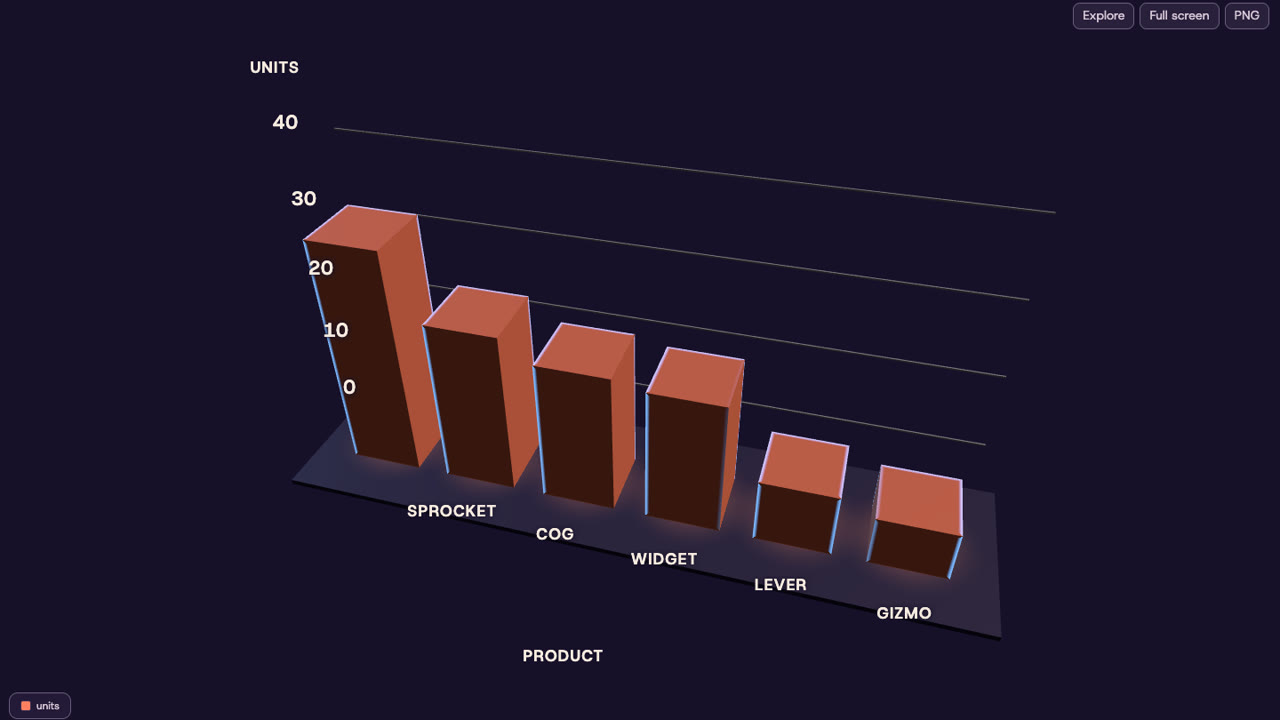 Explore
Full screen
PNG
UNITS
40
30
20
10
0
SPROCKET
COG
WIDGET
LEVER
GIZMO
PRODUCT
units